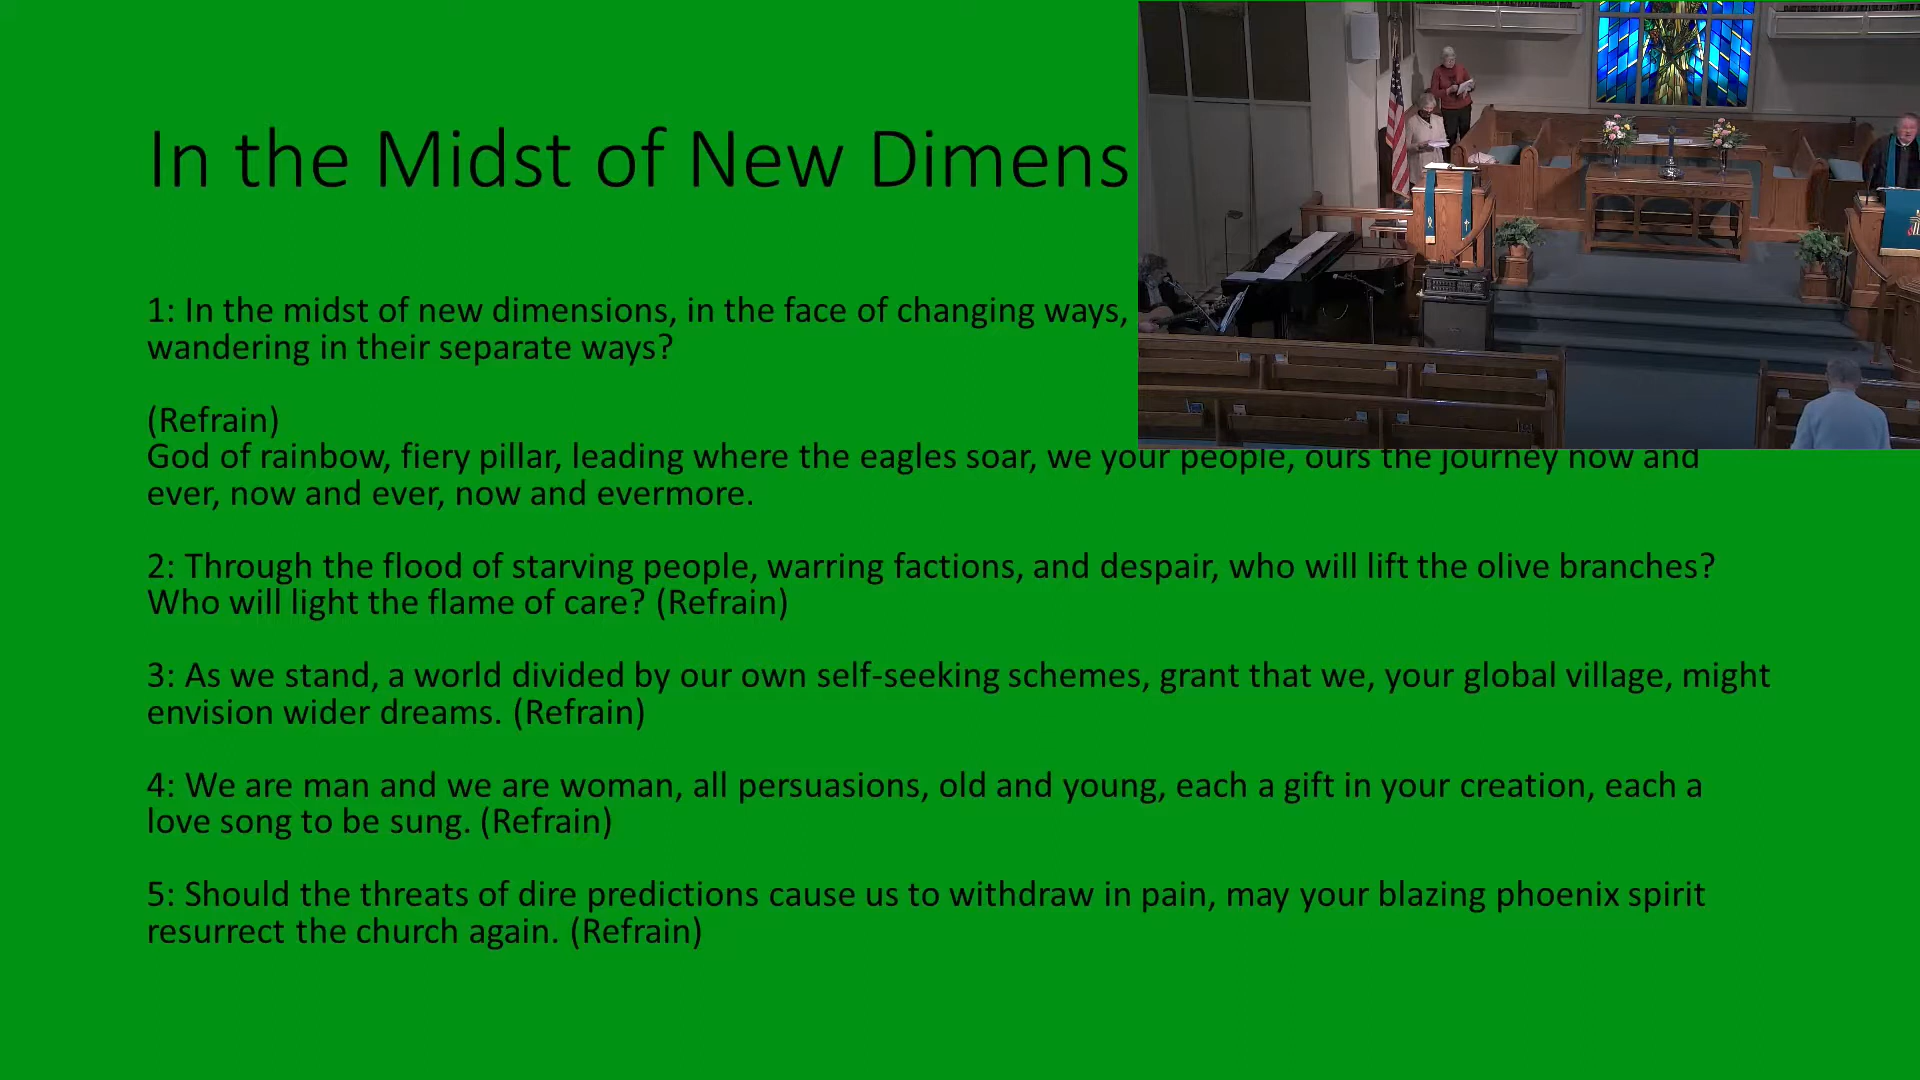 In the Midst of New Dimens
1: In the midst of new dimensions, in the face of changing ways,
wandering in their separate ways?
(Refrain)
God of rainbow, fiery pillar, leading where the eagles soar, we your people, ours the journey now and
ever, now and ever, now and evermore.
2: Through the flood of starving people, warring factions, and despair, who will lift the olive branches?
Who will light the flame of care? (Refrain)
3: As we stand, a world divided by our own self-seeking schemes, grant that we, your global village, might
envision wider dreams. (Refrain)
4: We are man and we are woman, all persuasions, old and young, each a gift in your creation, each a
love song to be sung. (Refrain)
5: Should the threats of dire predictions cause us to withdraw in pain, may your blazing phoenix spirit
resurrect the church again. (Refrain)